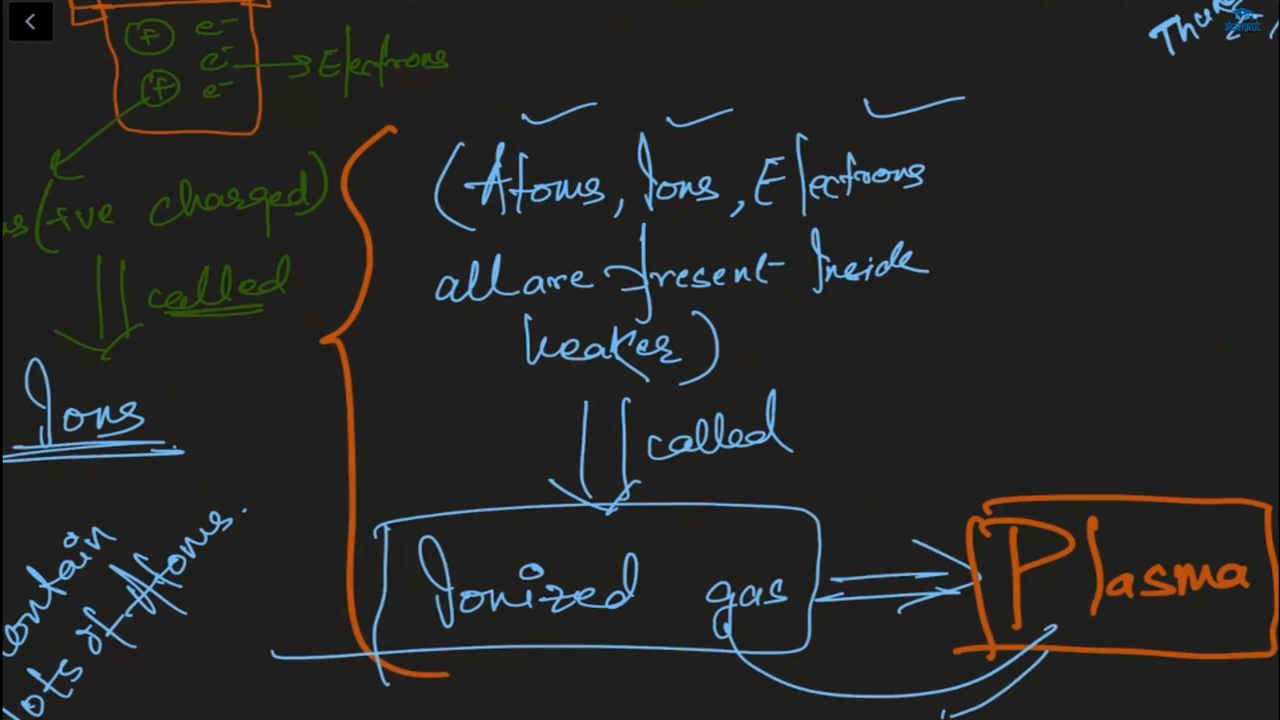 + e-
e-
+ e-
Electrons
(+ve charged)
called
Ions
contain
lots of Atoms.
(Atoms, Ions, Electrons
all are present Inside
beaker)
called
Ionized gas
Plasma